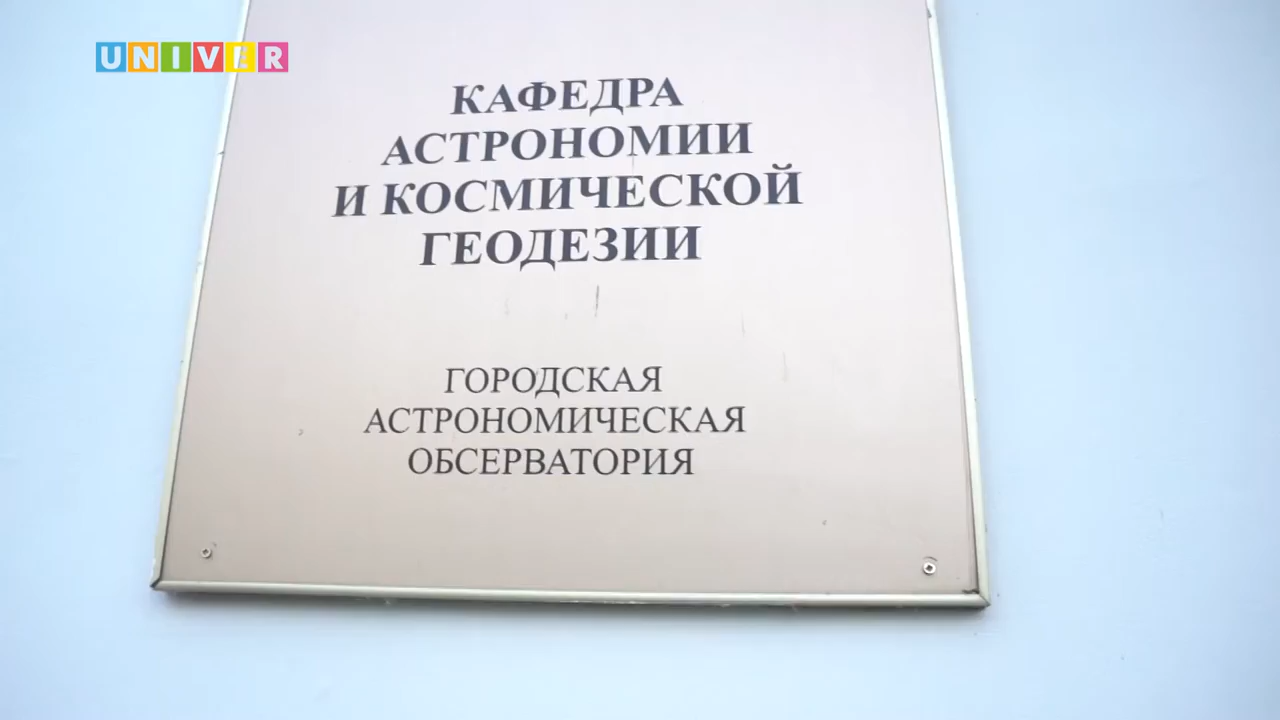 UNIVER
КАФЕДРА
АСТРОНОМИИ
И КОСМИЧЕСКОЙ
ГЕОДЕЗИИ
ГОРОДСКАЯ
АСТРОНОМИЧЕСКАЯ
ОБСЕРВАТОРИЯ